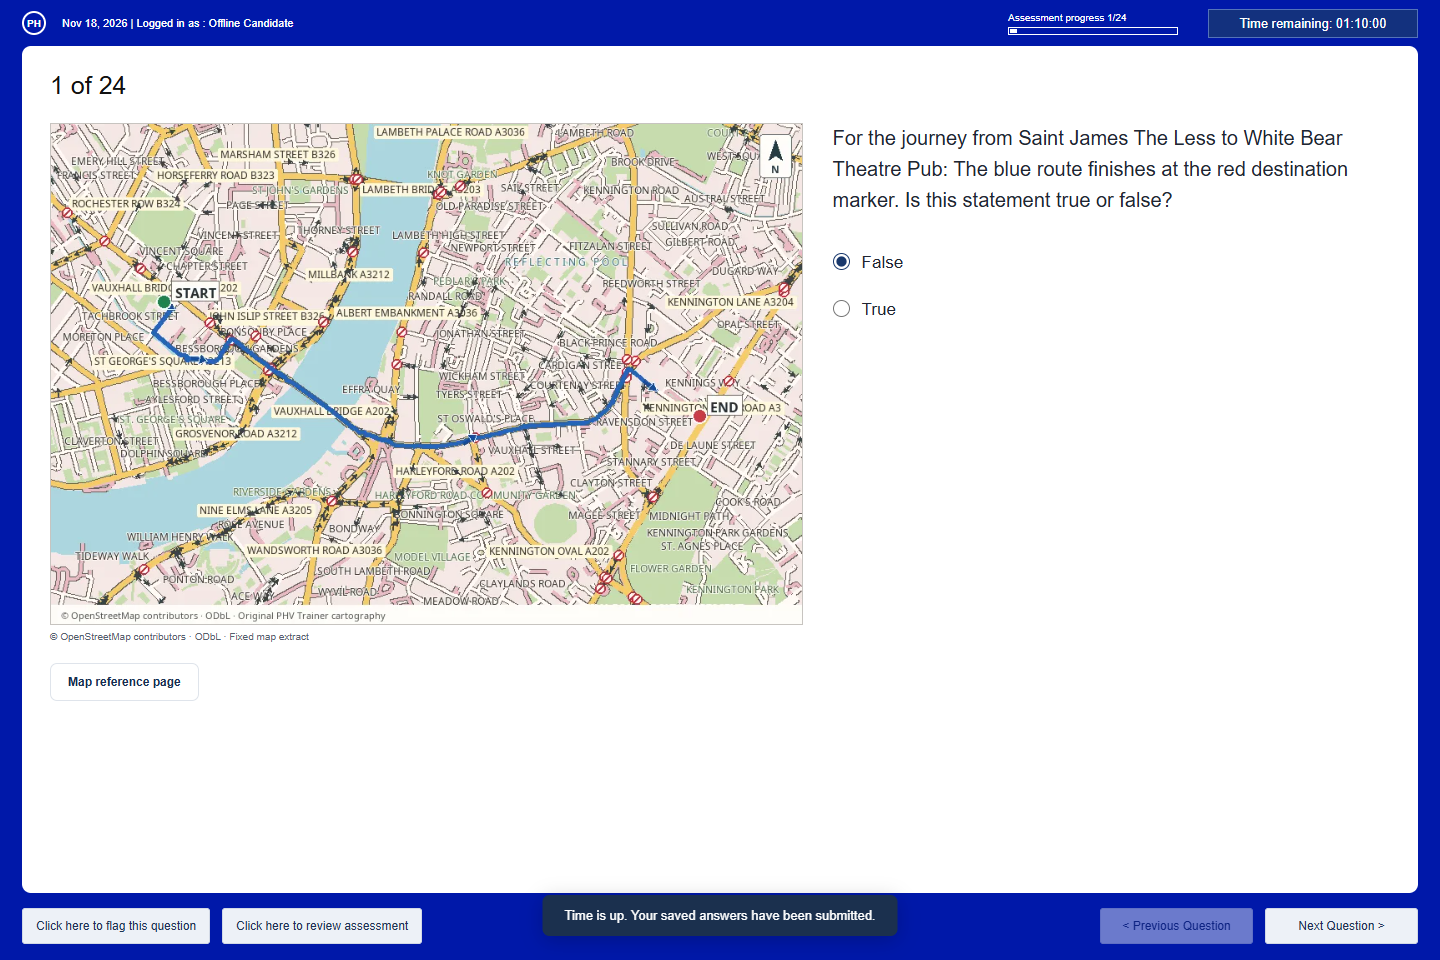 PH
Nov 18, 2026 | Logged in as : Offline Candidate
Assessment progress 1/24
Time remaining: 01:10:00
1 of 24
LAMBETH PALACE ROAD A3036
LAMBETH ROAD
MARSHAM STREET B326
EMERY HILL STREET
BROOK DRIVE
N
FRANCIS STREET
HORSEFERRY ROAD B323
KNOT GARDEN
ST JOHN'S GARDENS
SAIL STREET
KENNINGTON ROAD
AUSTRAL STREET
ROCHESTER ROW B324
PAGE STREET
OLD PARADISE STREET
SULLIVAN ROAD
VINCENT STREET
THORNEY STREET
LAMBETH HIGH STREET
GILBERT ROAD
VINCENT SQUARE
NEWPORT STREET
FITZALAN STREET
CHAPTER STREET
REFLECTING POOL
MILLBANK A3212
DUGARD WAY
PEDLAR'S PARK
REEDWORTH STREET
START
RANDALL ROAD
KENNINGTON LANE A3204
TACHBROOK STREET
JOHN ISLIP STREET B326
ALBERT EMBANKMENT A3036
OPAL STREET
MORETON PLACE
PONSONBY PLACE
JONATHAN STREET
BLACK PRINCE ROAD
BESSBOROUGH GARDENS
ST GEORGE'S SQUARE A3213
CARDIGAN STREET
BESSBOROUGH PLACE
WICKHAM STREET
COURTENAY STREET
AYLESFORD STREET
EFFRA QUAY
TYERS STREET
END
ST. GEORGE'S SQUARE
VAUXHALL BRIDGE A202
ST OSWALD'S PLACE
RAVENSDON STREET
CLAVERTON STREET
GROSVENOR ROAD A3212
DE LAUNE STREET
DOLPHIN SQUARE
VAUXHALL STREET
STANNARY STREET
HARLEYFORD ROAD A202
CLAYTON STREET
RIVERSIDE GARDENS
HARLEYFORD ROAD COMMUNITY GARDEN
COOK'S ROAD
NINE ELMS LANE A3205
BONNINGTON SQUARE
MAGEE STREET
MIDNIGHT PATH
BONDWAY
KENNINGTON PARK GARDENS
WILLIAM HENRY WALK
ST. AGNES PLACE
TIDEWAY WALK
WANDSWORTH ROAD A3036
MODEL VILLAGE
KENNINGTON OVAL A202
PONTON ROAD
SOUTH LAMBETH ROAD
FLOWER GARDEN
CLAYLANDS ROAD
KENNINGTON PARK
WYVIL ROAD
MEADOW ROAD
© OpenStreetMap contributors · ODbL · Original PHV Trainer cartography
© OpenStreetMap contributors · ODbL · Fixed map extract
Map reference page
For the journey from Saint James The Less to White Bear
Theatre Pub: The blue route finishes at the red destination
marker. Is this statement true or false?
False
True
Click here to flag this question
Click here to review assessment
Time is up. Your saved answers have been submitted.
< Previous Question
Next Question >